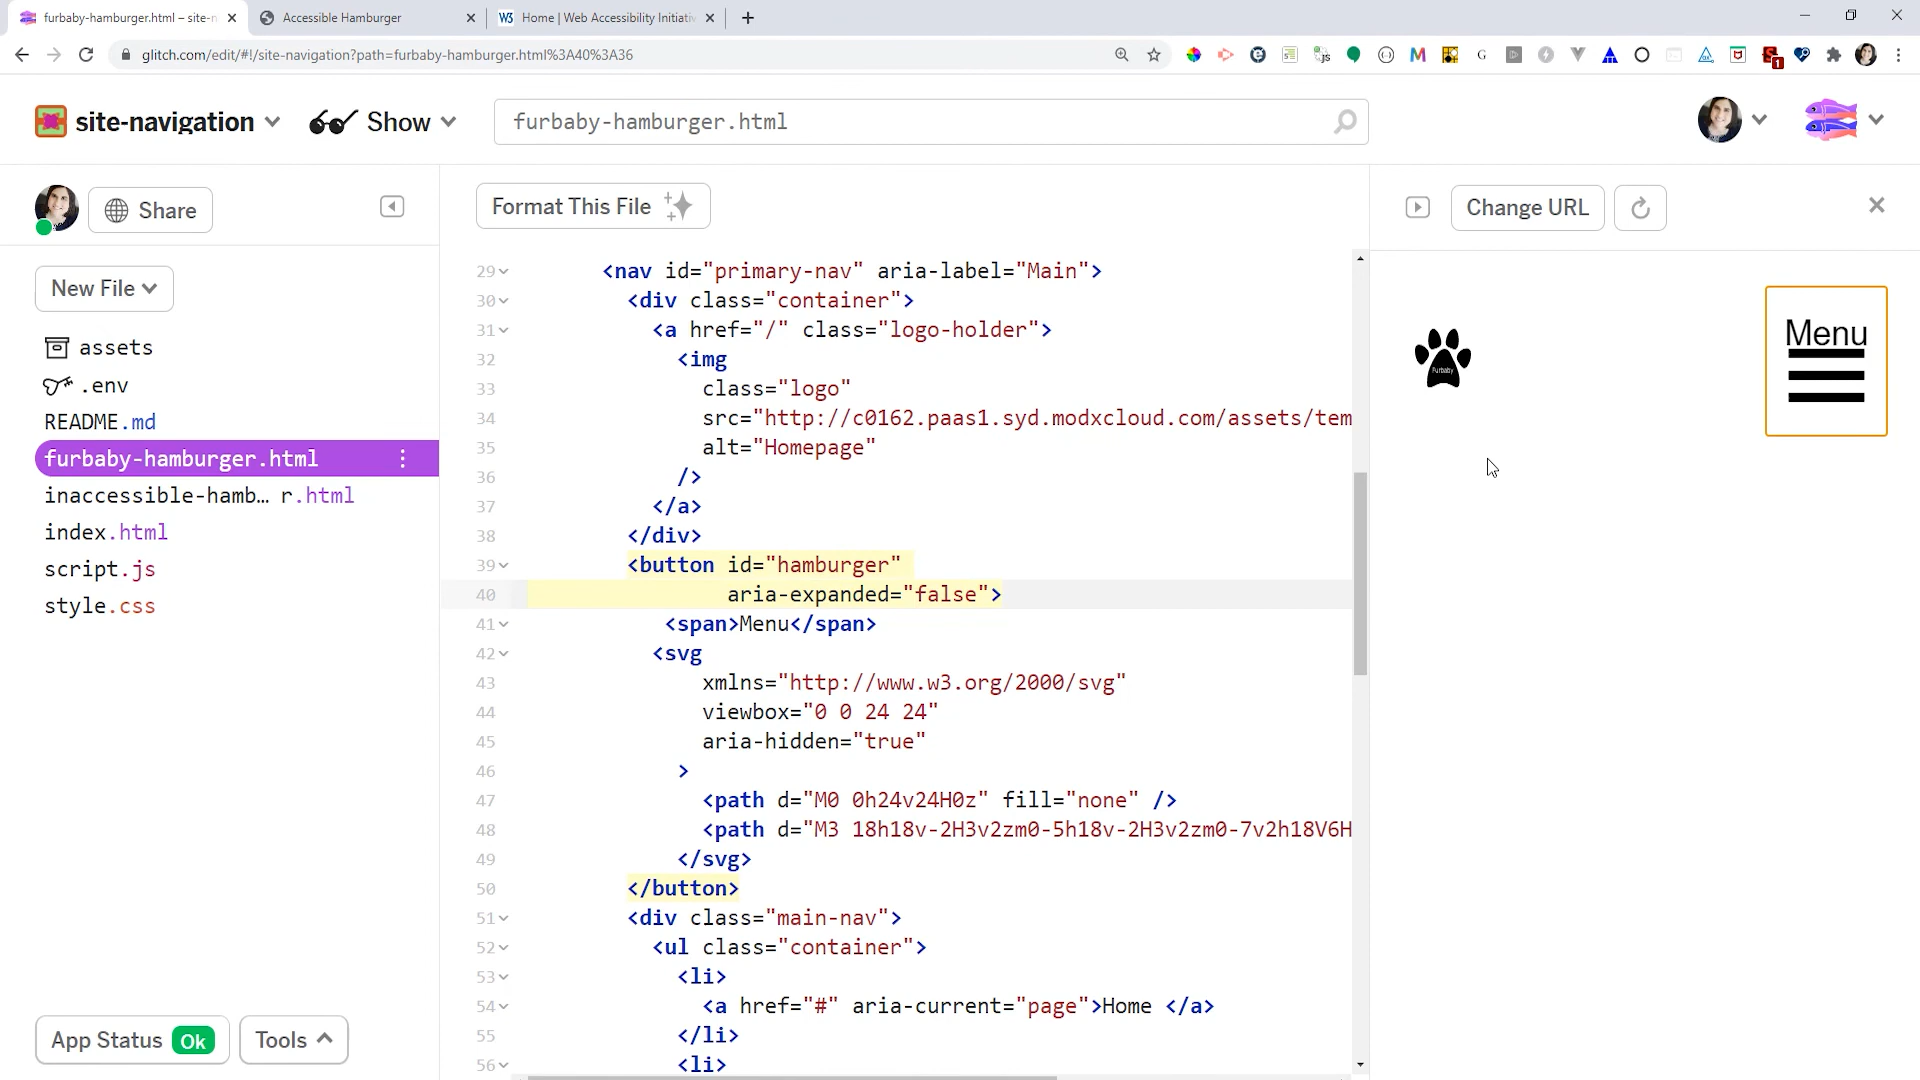 furbaby-hamburger.html – site-n
Accessible Hamburger
W3 Home | Web Accessibility Initiativ
glitch.com/edit/#!/site-navigation?path=furbaby-hamburger.html%3A40%3A36
site-navigation
Show
furbaby-hamburger.html
Share
Format This File
Change URL
New File
assets
.env
README.md
furbaby-hamburger.html
inaccessible-hamb… r.html
index.html
script.js
style.css
App Status Ok
Tools
29 <nav id="primary-nav" aria-label="Main">
30 <div class="container">
31 <a href="/" class="logo-holder">
32 <img
33 class="logo"
34 src="http://c0162.paas1.syd.modxcloud.com/assets/tem
35 alt="Homepage"
36 />
37 </a>
38 </div>
39 <button id="hamburger"
40 aria-expanded="false">
41 <span>Menu</span>
42 <svg
43 xmlns="http://www.w3.org/2000/svg"
44 viewbox="0 0 24 24"
45 aria-hidden="true"
46 >
47 <path d="M0 0h24v24H0z" fill="none" />
48 <path d="M3 18h18v-2H3v2zm0-5h18v-2H3v2zm0-7v2h18V6H
49 </svg>
50 </button>
51 <div class="main-nav">
52 <ul class="container">
53 <li>
54 <a href="#" aria-current="page">Home </a>
55 </li>
56 <li>
Furbaby
Menu